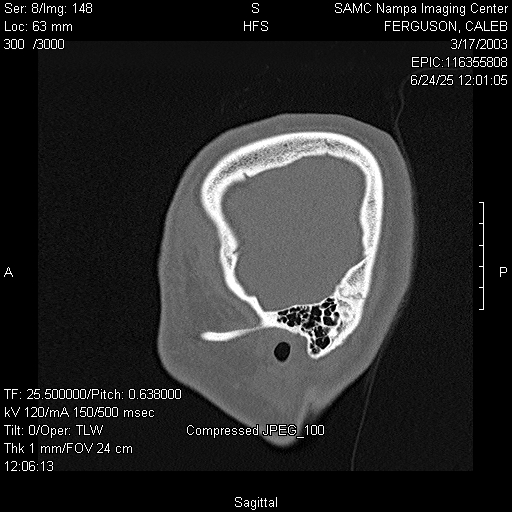 Ser: 8/Img: 148
Loc: 63 mm
300 /3000
S
HFS
SAMC Nampa Imaging Center
FERGUSON, CALEB
3/17/2003
EPIC:116355808
6/24/25 12:01:05
A
P
TF: 25.500000/Pitch: 0.638000
kV 120/mA 150/500 msec
Tilt: 0/Oper: TLW
Thk 1 mm/FOV 24 cm
12:06:13
Compressed JPEG_100
Sagittal